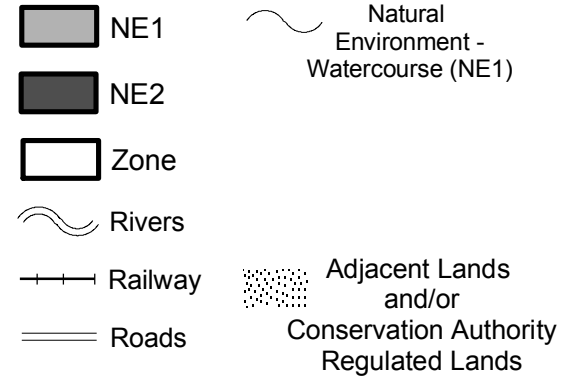 NE1
NE2
Zone
Rivers
Railway
Roads
Natural
Environment -
Watercourse (NE1)
Adjacent Lands
and/or
Conservation Authority
Regulated Lands